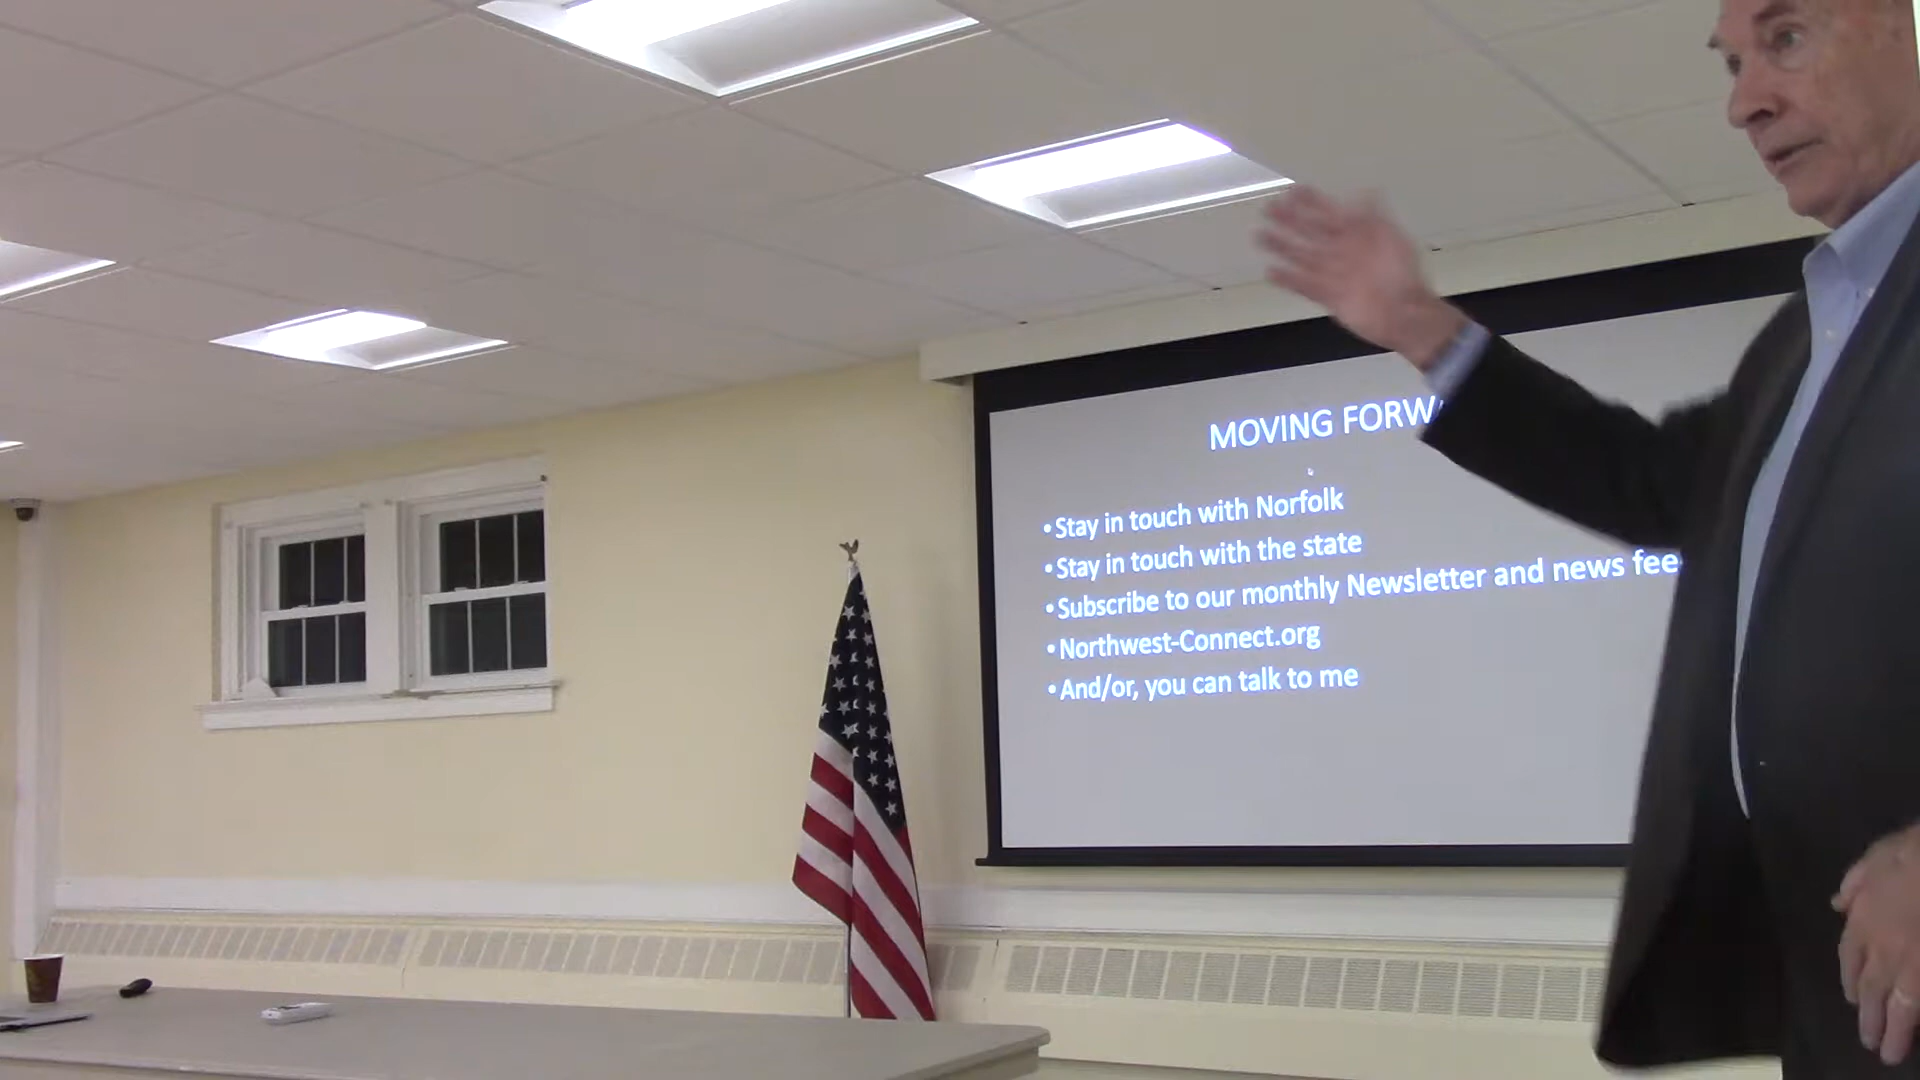 MOVING FORW
• Stay in touch with Norfolk
• Stay in touch with the state
• Subscribe to our monthly Newsletter and news fee
• Northwest-Connect.org
• And/or, you can talk to me